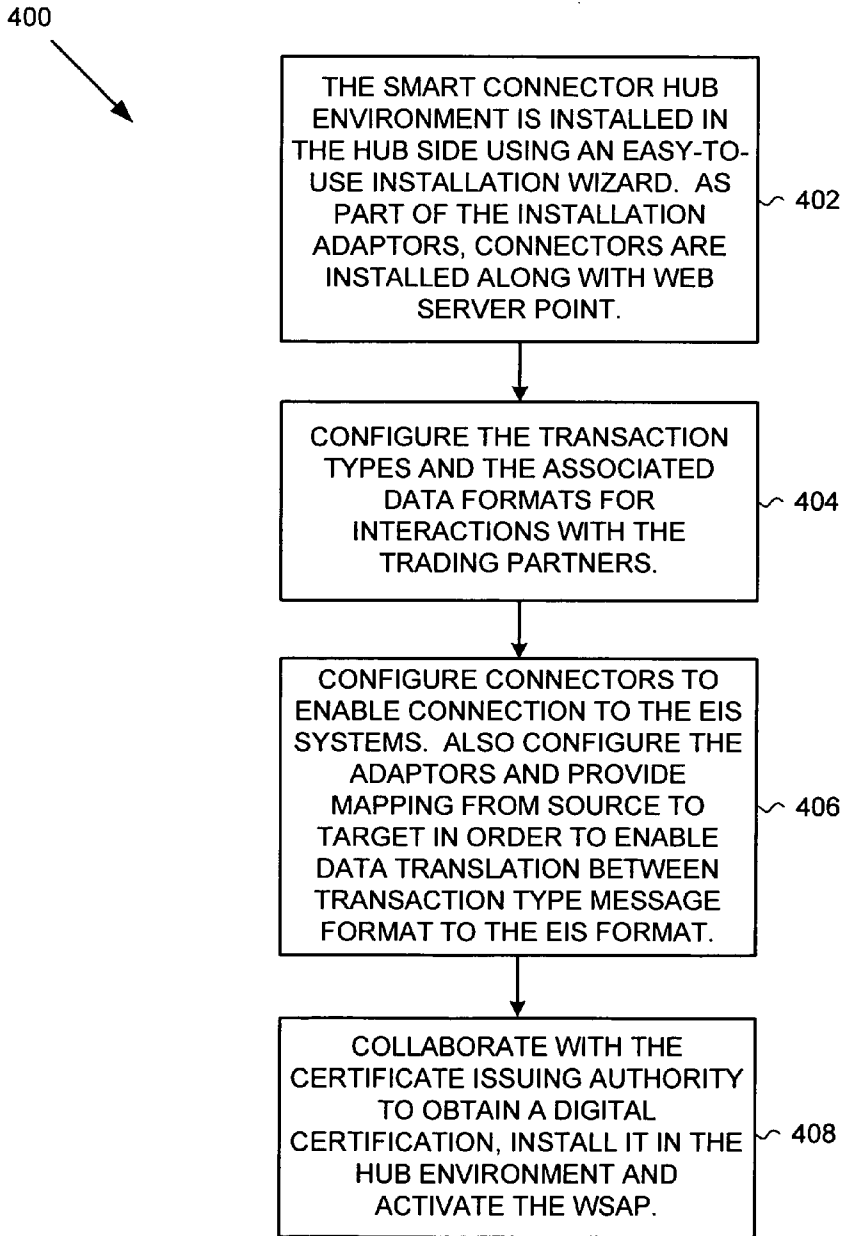 400
THE SMART CONNECTOR HUB
ENVIRONMENT IS INSTALLED IN
THE HUB SIDE USING AN EASY-TO-
USE INSTALLATION WIZARD. AS
PART OF THE INSTALLATION
ADAPTORS, CONNECTORS ARE
INSTALLED ALONG WITH WEB
SERVER POINT.
402
CONFIGURE THE TRANSACTION
TYPES AND THE ASSOCIATED
DATA FORMATS FOR
INTERACTIONS WITH THE
TRADING PARTNERS.
404
CONFIGURE CONNECTORS TO
ENABLE CONNECTION TO THE EIS
SYSTEMS. ALSO CONFIGURE THE
ADAPTORS AND PROVIDE
MAPPING FROM SOURCE TO
TARGET IN ORDER TO ENABLE
DATA TRANSLATION BETWEEN
TRANSACTION TYPE MESSAGE
FORMAT TO THE EIS FORMAT.
406
COLLABORATE WITH THE
CERTIFICATE ISSUING AUTHORITY
TO OBTAIN A DIGITAL
CERTIFICATION, INSTALL IT IN THE
HUB ENVIRONMENT AND
ACTIVATE THE WSAP.
408